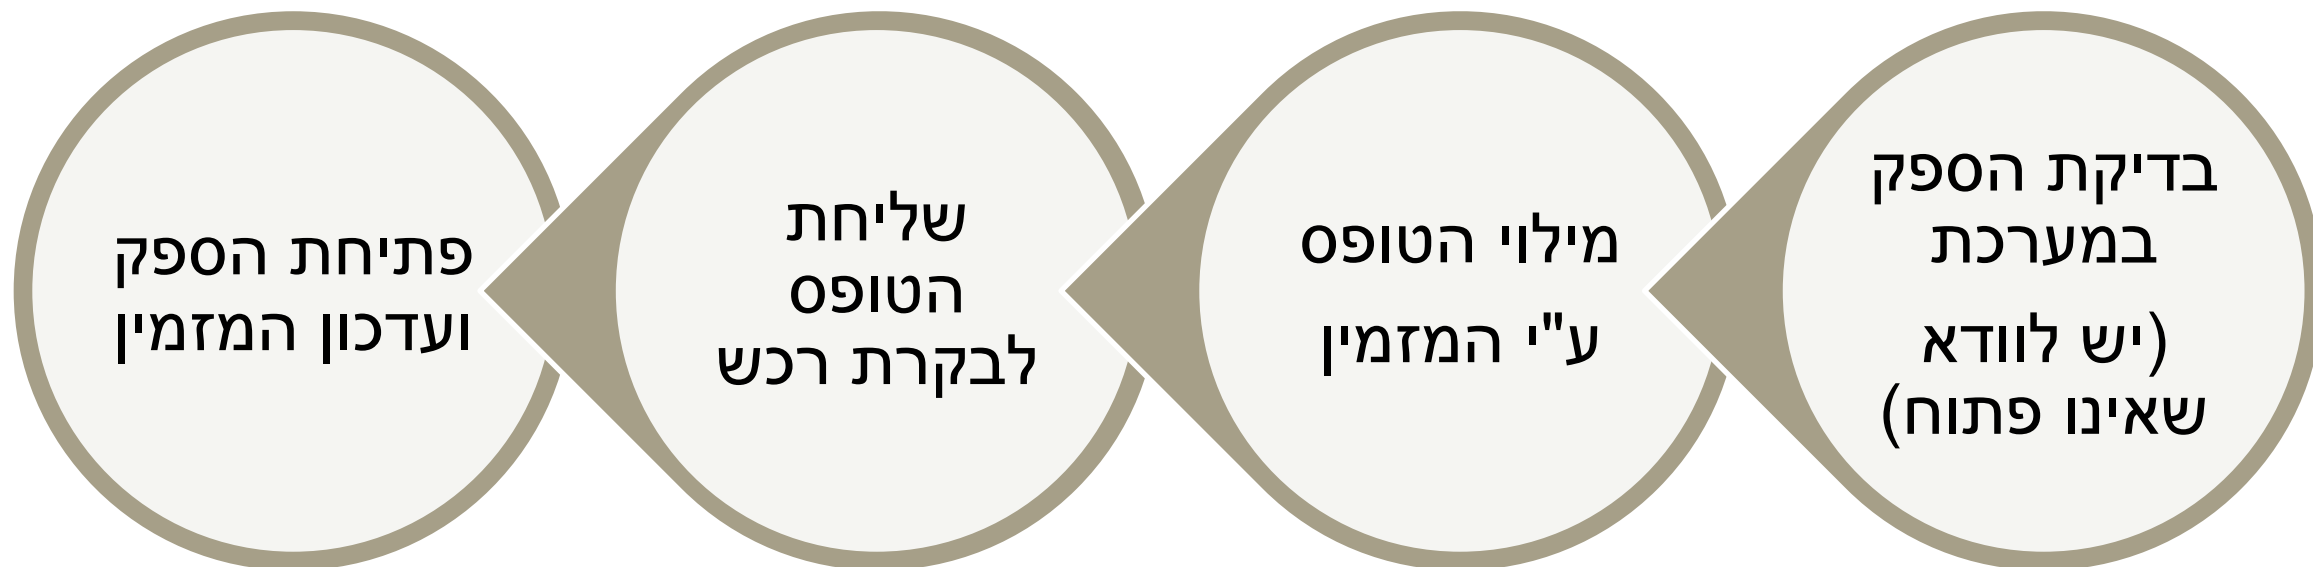 בדיקת הספק
במערכת
(יש לוודא
שאינו פתוח)
מילוי הטופס
ע"י המזמין
שליחת
הטופס
לבקרת רכש
פתיחת הספק
ועדכון המזמין